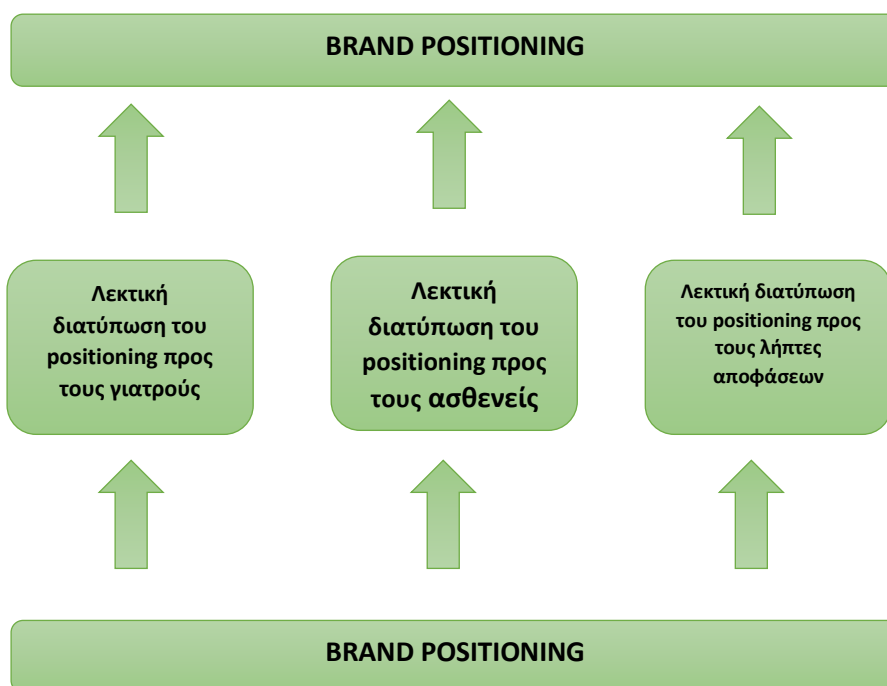 BRAND POSITIONING
Λεκτική
διατύπωση του
positioning προς
τους γιατρούς
Λεκτική
διατύπωση του
positioning προς
τους ασθενείς
Λεκτική διατύπωση
του positioning προς
τους λήπτες
αποφάσεων
BRAND POSITIONING